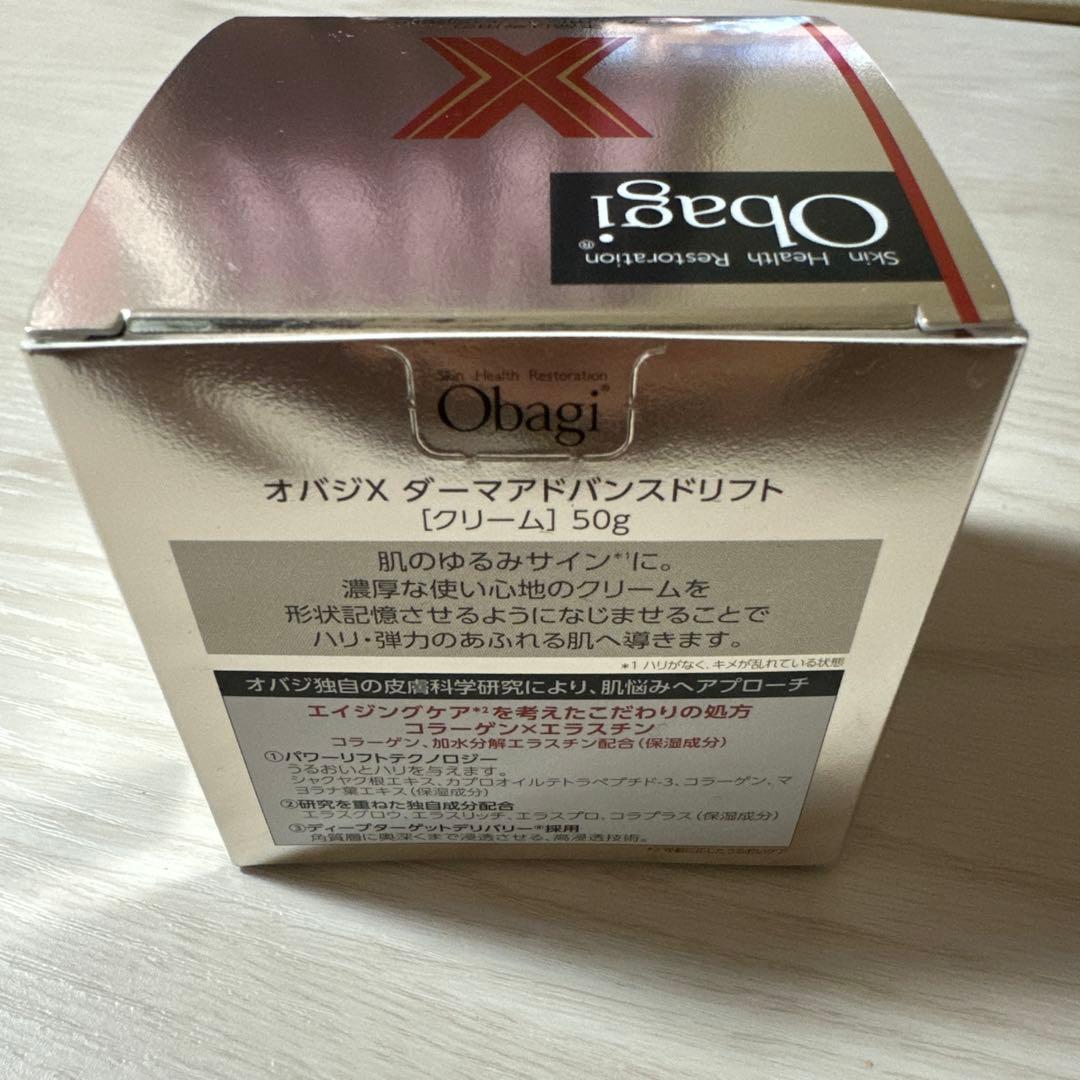 X
Obagi
Skin Health Restoration®
Skin Health Restoration
Obagi®
オバジX ダーマアドバンスドリフト
[クリーム] 50g
肌のゆるみサイン*1に。
濃厚な使い心地のクリームを
形状記憶させるようになじませることで
ハリ・弾力のあふれる肌へ導きます。
*1 ハリがなく、キメが乱れている状態
オバジ独自の皮膚科学研究により、肌悩みへアプローチ
エイジングケア*2を考えたこだわりの処方
コラーゲン×エラスチン
コラーゲン、加水分解エラスチン配合(保湿成分)
①パワーリフトテクノロジー
うるおいとハリを与えます。
シャクヤク根エキス、カプロオイルテトラペプチド-3、コラーゲン、マ
ヨラナ葉エキス(保湿成分)
②研究を重ねた独自成分配合
エラスグロウ、エラスリッチ、エラスプロ、コラプラス(保湿成分)
③ディープターゲットデリバリー®採用
角質層に奥深くまで浸透させる、高浸透技術。
*2 年齢に応じたうるおいケア